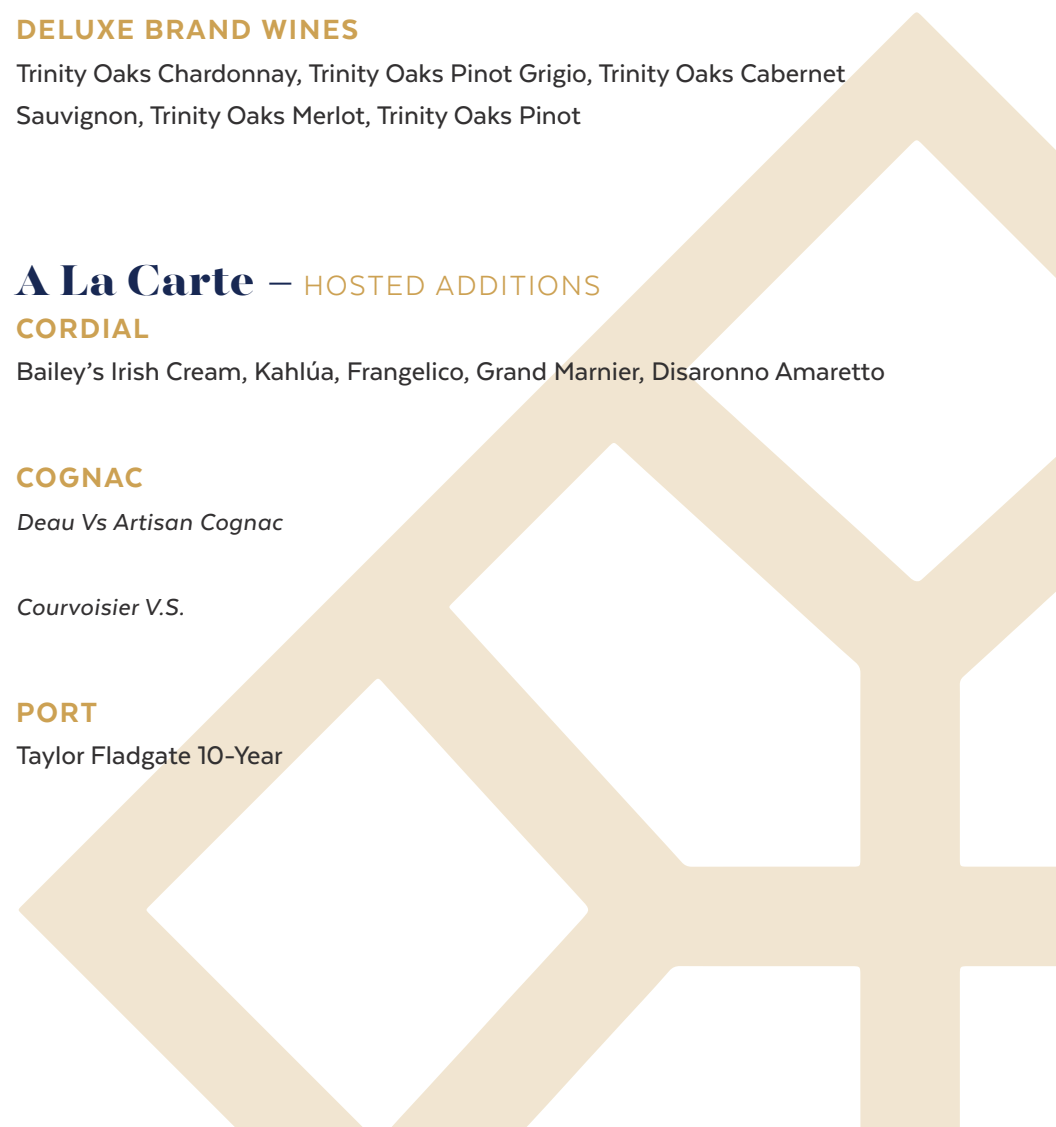 DELUXE BRAND WINES
Trinity Oaks Chardonnay, Trinity Oaks Pinot Grigio, Trinity Oaks Cabernet
Sauvignon, Trinity Oaks Merlot, Trinity Oaks Pinot
A La Carte – HOSTED ADDITIONS
CORDIAL
Bailey’s Irish Cream, Kahlúa, Frangelico, Grand Marnier, Disaronno Amaretto
COGNAC
Deau Vs Artisan Cognac
Courvoisier V.S.
PORT
Taylor Fladgate 10-Year